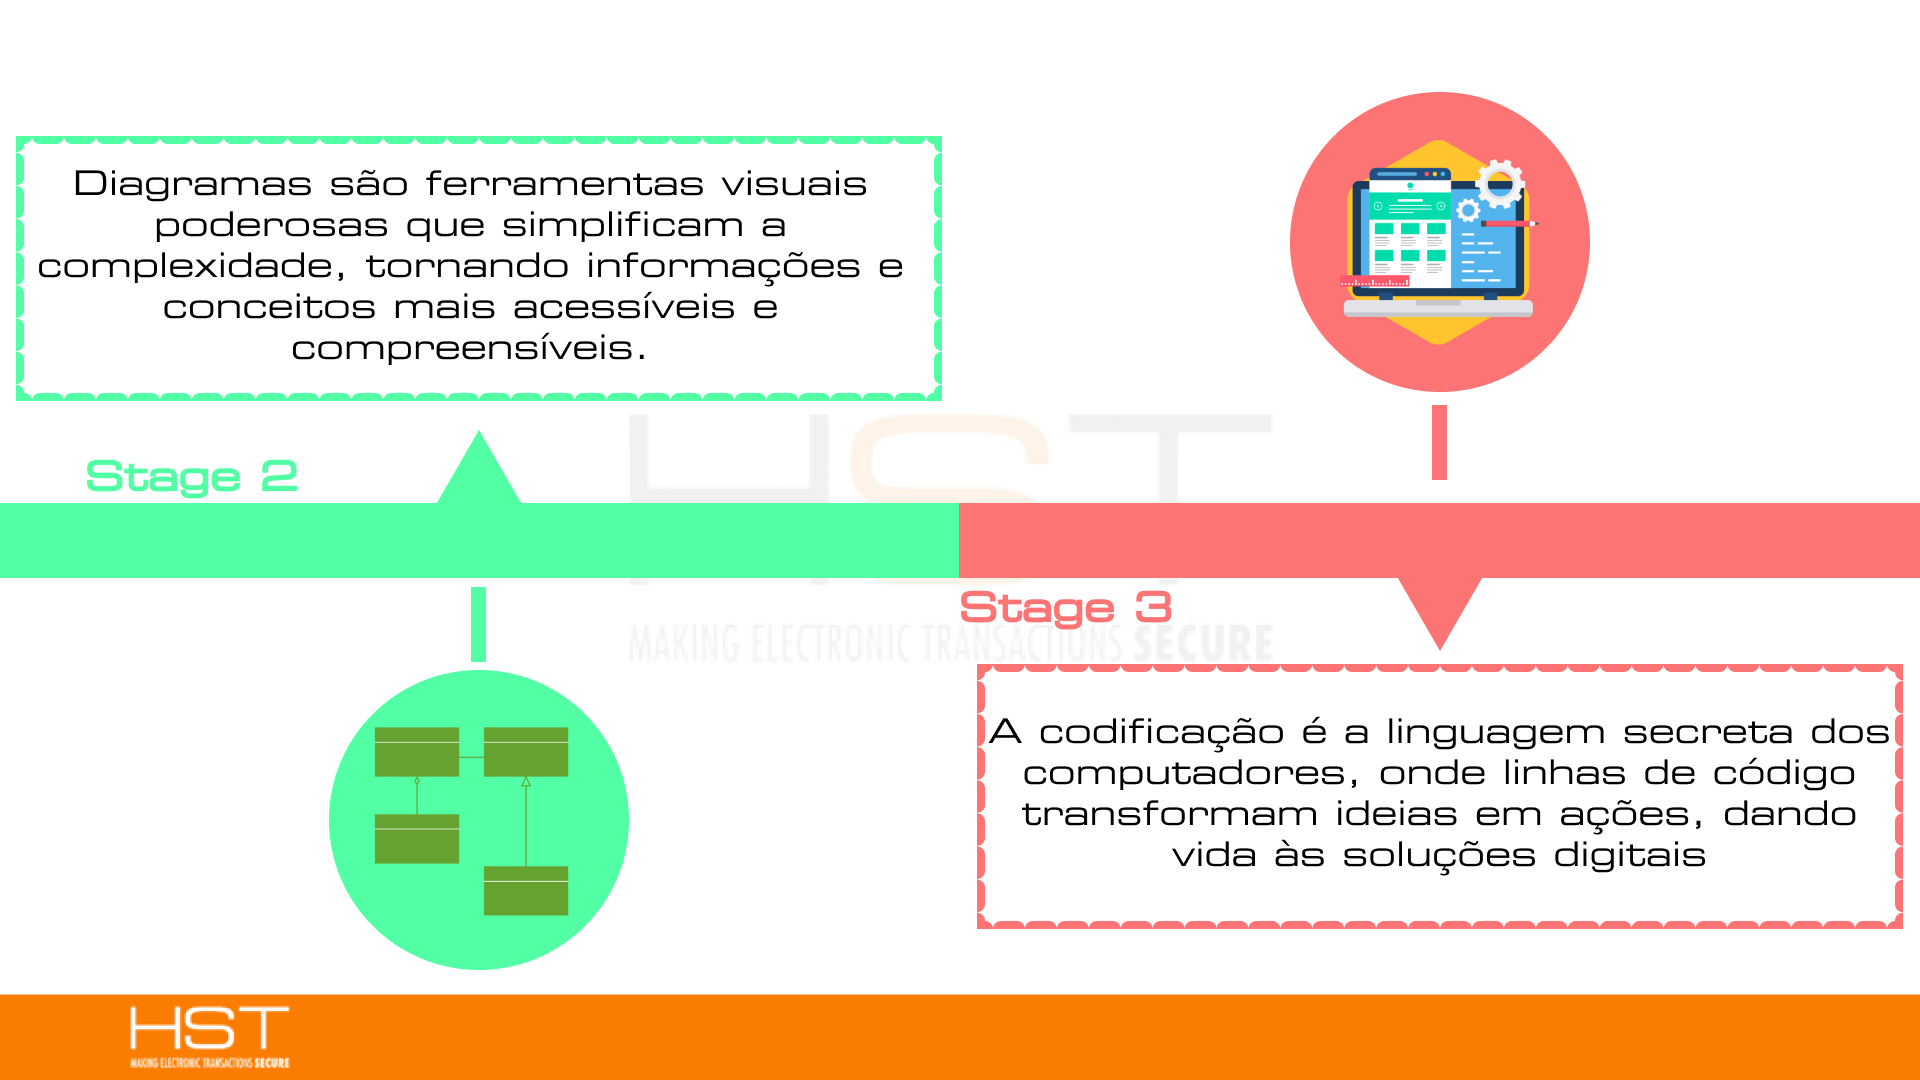 Diagramas são ferramentas visuais
poderosas que simplificam a
complexidade, tornando informações e
conceitos mais acessíveis e
compreensíveis.
Stage 2
HST
MAKING ELECTRONIC TRANSACTIONS SECURE
Stage 3
A codificação é a linguagem secreta dos
computadores, onde linhas de código
transformam ideias em ações, dando
vida às soluções digitais
HST
MAKING ELECTRONIC TRANSACTIONS SECURE